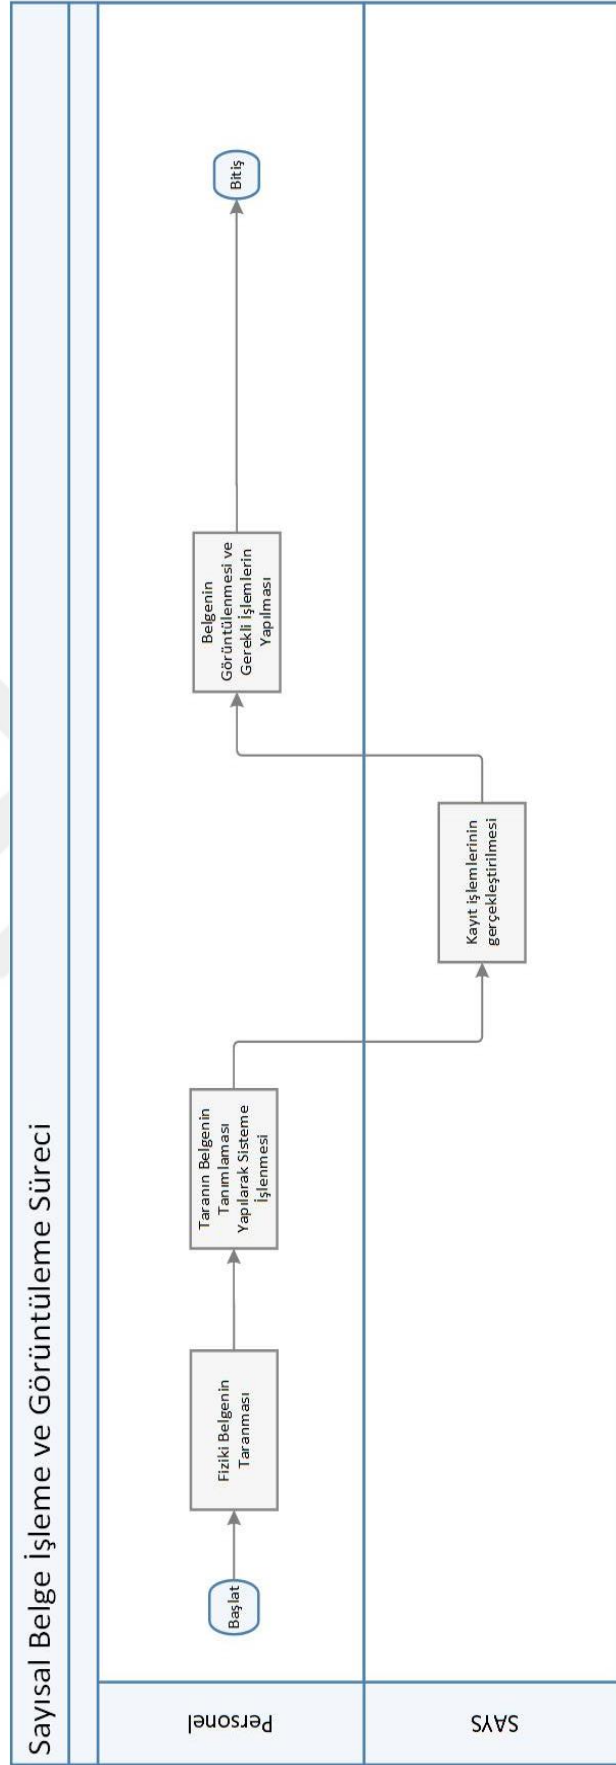 Sayısal Belge İşleme ve Görüntüleme Süreci
Personel
Başlat
Fiziki Belgenin
Taranması
Taranın Belgenin
Tanımlaması
Yapılarak Sisteme
İşlenmesi
Belgenin
Görüntülenmesi ve
Gerekli İşlemlerin
Yapılması
Bitiş
SAYS
Kayıt işlemlerinin
gerçekleştirilmesi